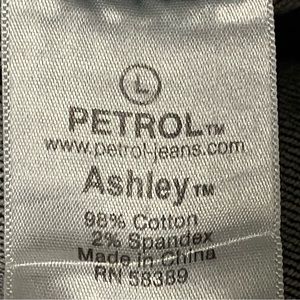 L
PETROL™
www.petrol-jeans.com
Ashley™
98% Cotton
2% Spandex
Made in China
RN 58389